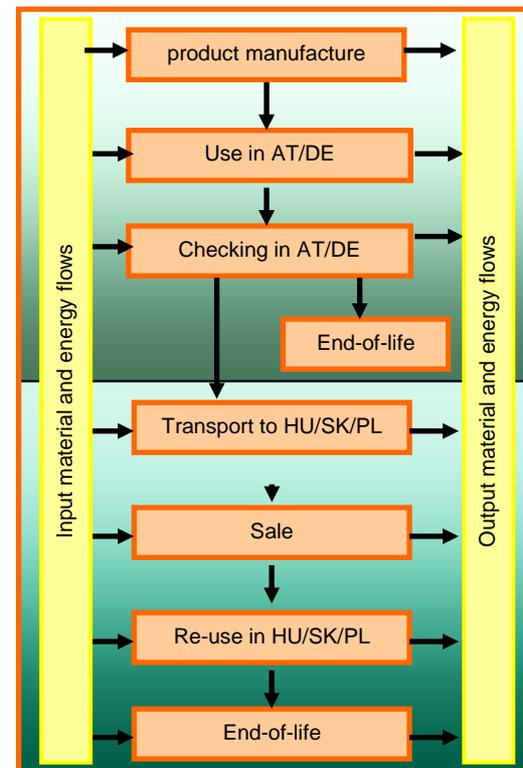 product manufacture
Use in AT/DE
Checking in AT/DE
End-of-life
Transport to HU/SK/PL
Sale
Re-use in HU/SK/PL
End-of-life
Input material and energy flows
Output material and energy flows